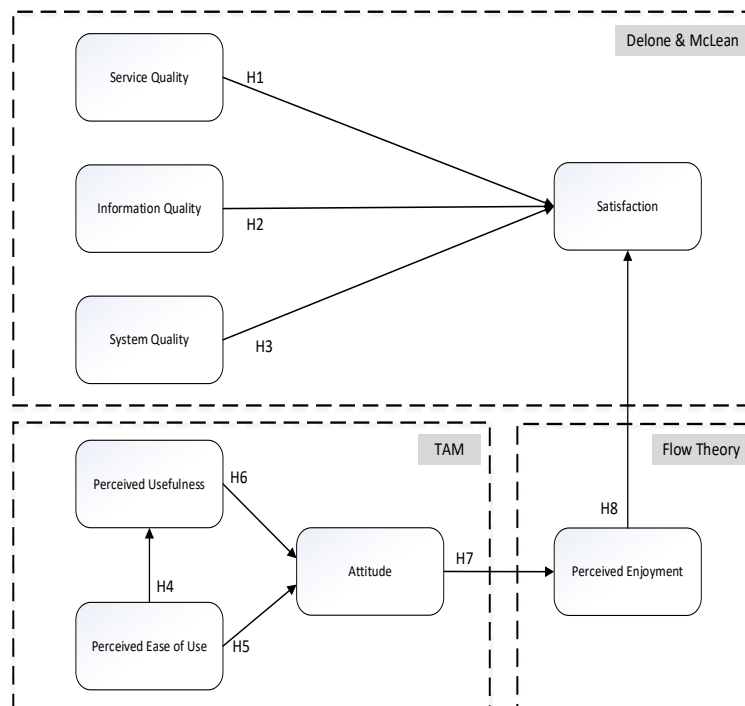 Delone & McLean
Service Quality
H1
Information Quality
H2
Satisfaction
System Quality
H3
TAM
Flow Theory
Perceived Usefulness
H6
H8
Attitude
H7
Perceived Enjoyment
H4
Perceived Ease of Use
H5